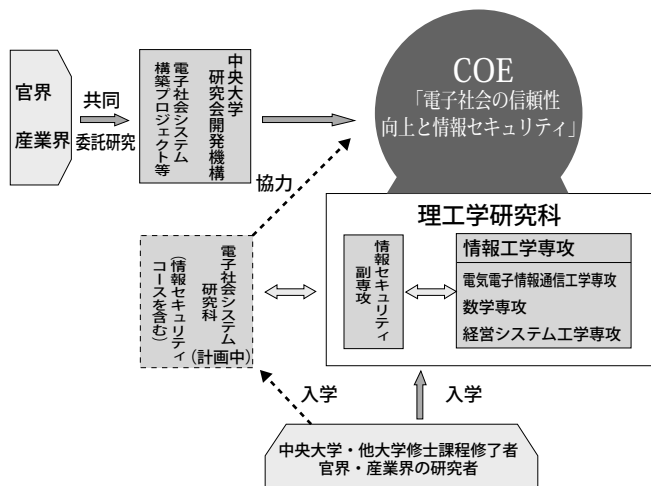 官界
産業界
共同
委託研究
中央大学
研究会開発機構
電子社会システム
構築プロジェクト等
COE
「電子社会の信頼性
向上と情報セキュリティ」
協力
理工学研究科
電子社会システム
研究科
(計画中)
(情報セキュリティ
コースを含む)
情報セキュリティ
副専攻
情報工学専攻
電気電子情報通信工学専攻
数学専攻
経営システム工学専攻
入学
入学
中央大学・他大学修士課程修了者
官界・産業界の研究者